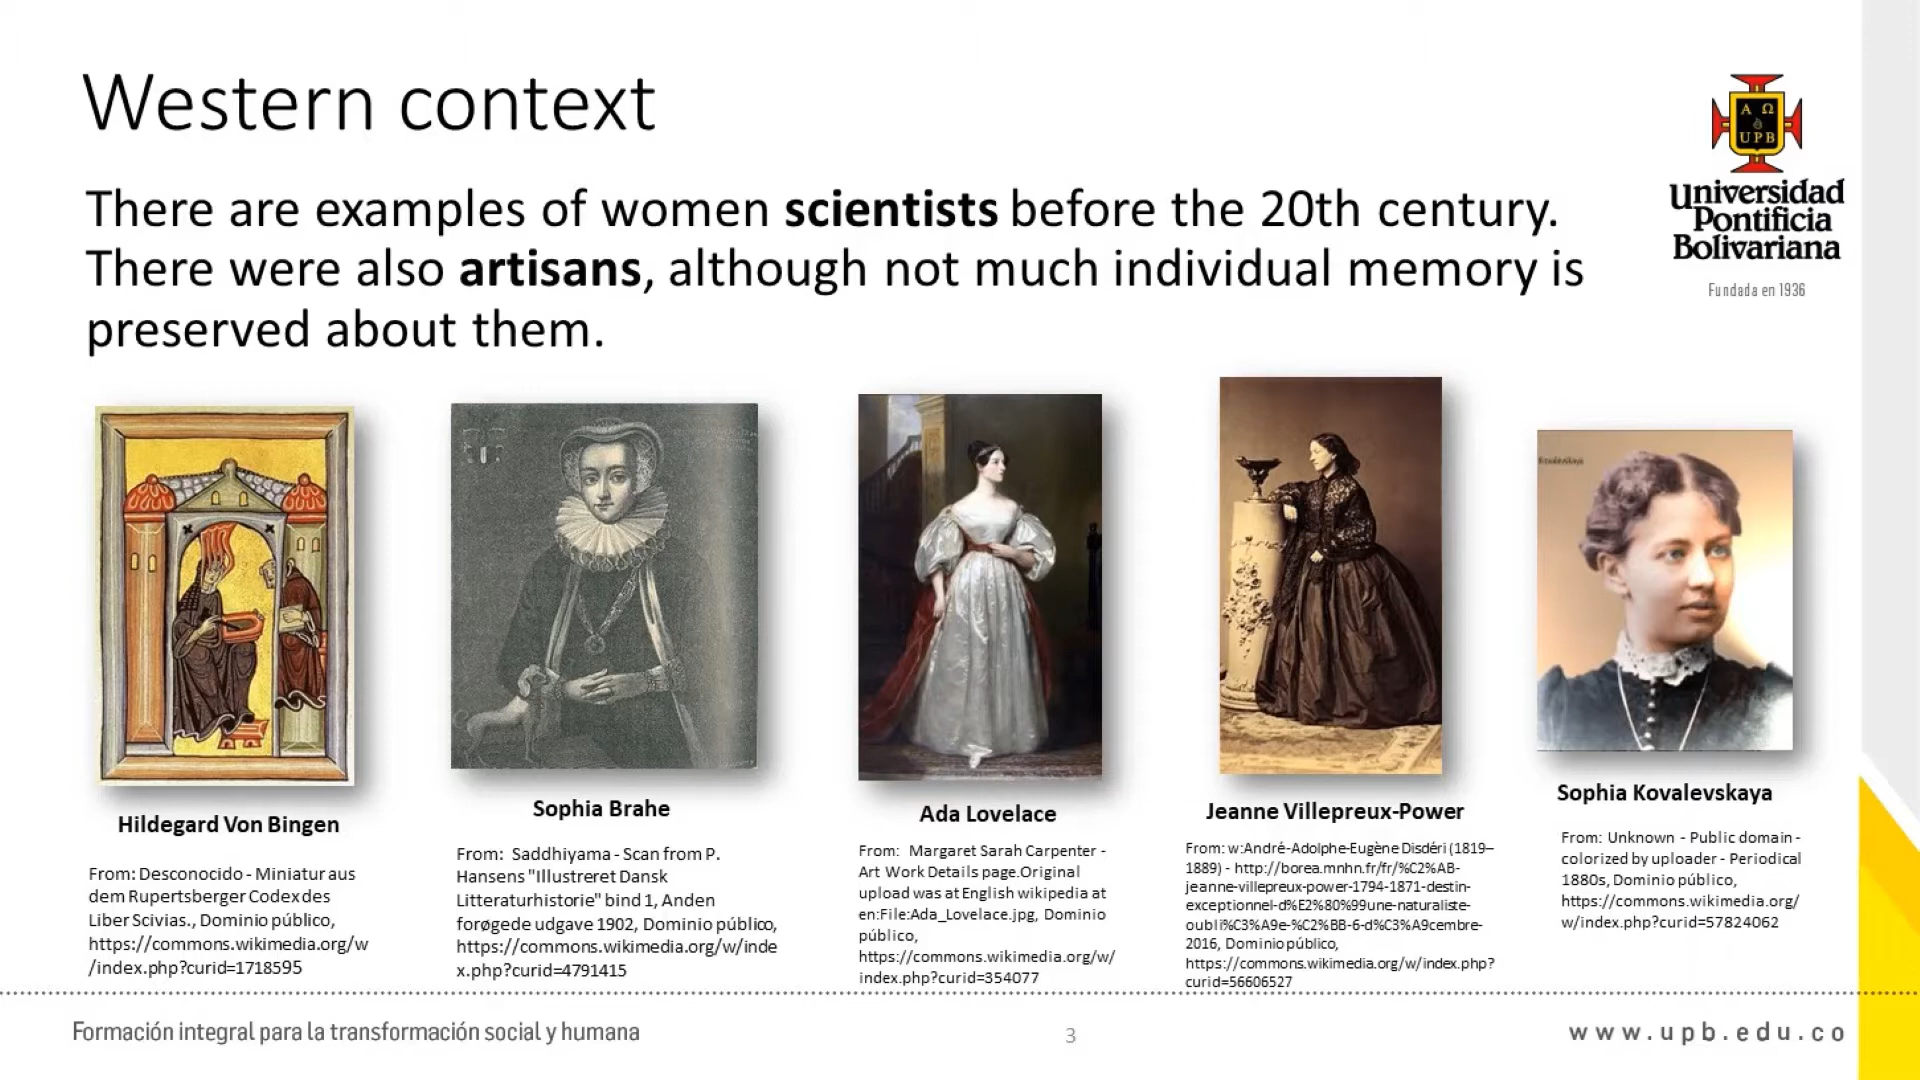 Western context
There are examples of women scientists before the 20th century.
There were also artisans, although not much individual memory is
preserved about them.
Α Ω
UPB
Universidad
Pontificia
Bolivariana
Fundada en 1936
Hildegard Von Bingen
From: Desconocido - Miniatur aus
dem Rupertsberger Codex des
Liber Scivias., Dominio público,
https://commons.wikimedia.org/w
/index.php?curid=1718595
Sophia Brahe
From: Saddhiyama - Scan from P.
Hansens "Illustreret Dansk
Litteraturhistorie" bind 1, Anden
forøgede udgave 1902, Dominio público,
https://commons.wikimedia.org/w/inde
x.php?curid=4791415
Ada Lovelace
From: Margaret Sarah Carpenter -
Art Work Details page.Original
upload was at English wikipedia at
en:File:Ada_Lovelace.jpg, Dominio
público,
https://commons.wikimedia.org/w/
index.php?curid=354077
Jeanne Villepreux-Power
From: w:André-Adolphe-Eugène Disdéri (1819–
1889) - http://borea.mnhn.fr/fr/%C2%AB-
jeanne-villepreux-power-1794-1871-destin-
exceptionnel-d%E2%80%99une-naturaliste-
oubli%C3%A9e-%C2%BB-6-d%C3%A9cembre-
2016, Dominio público,
https://commons.wikimedia.org/w/index.php?
curid=56606527
Sophia Kovalevskaya
From: Unknown - Public domain -
colorized by uploader - Periodical
1880s, Dominio público,
https://commons.wikimedia.org/
w/index.php?curid=57824062
Formación integral para la transformación social y humana
3
www.upb.edu.co